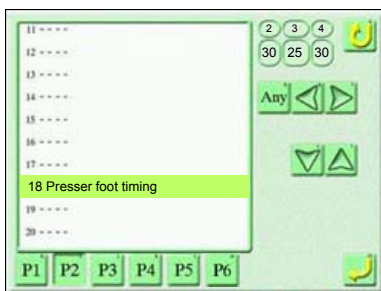 11 - - - -
12 - - - -
13 - - - -
14 - - - -
15 - - - -
16 - - - -
17 - - - -
18 Presser foot timing
19 - - - -
20 - - - -
2 3 4
30 25 30
Any
P1 P2 P3 P4 P5 P6